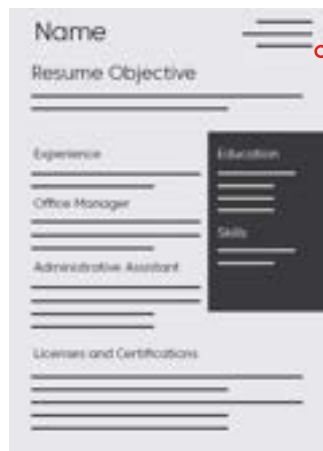 Name
Resume Objective
Experience
Office Manager
Administrative Assistant
Licenses and Certifications
Education
Skills